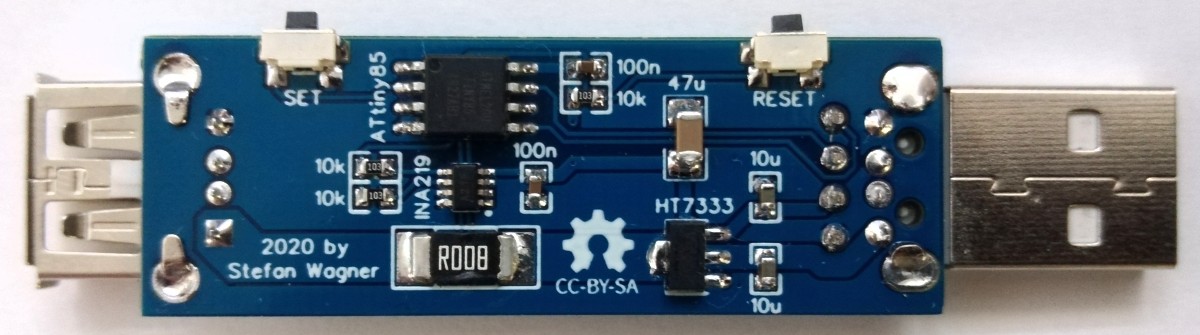 SET
ATtiny85
100n
10k
47u
RESET
10k
10k
103
103
103
INA219
100n
10u
HT7333
2020 by
Stefan Wagner
R008
CC-BY-SA
10u